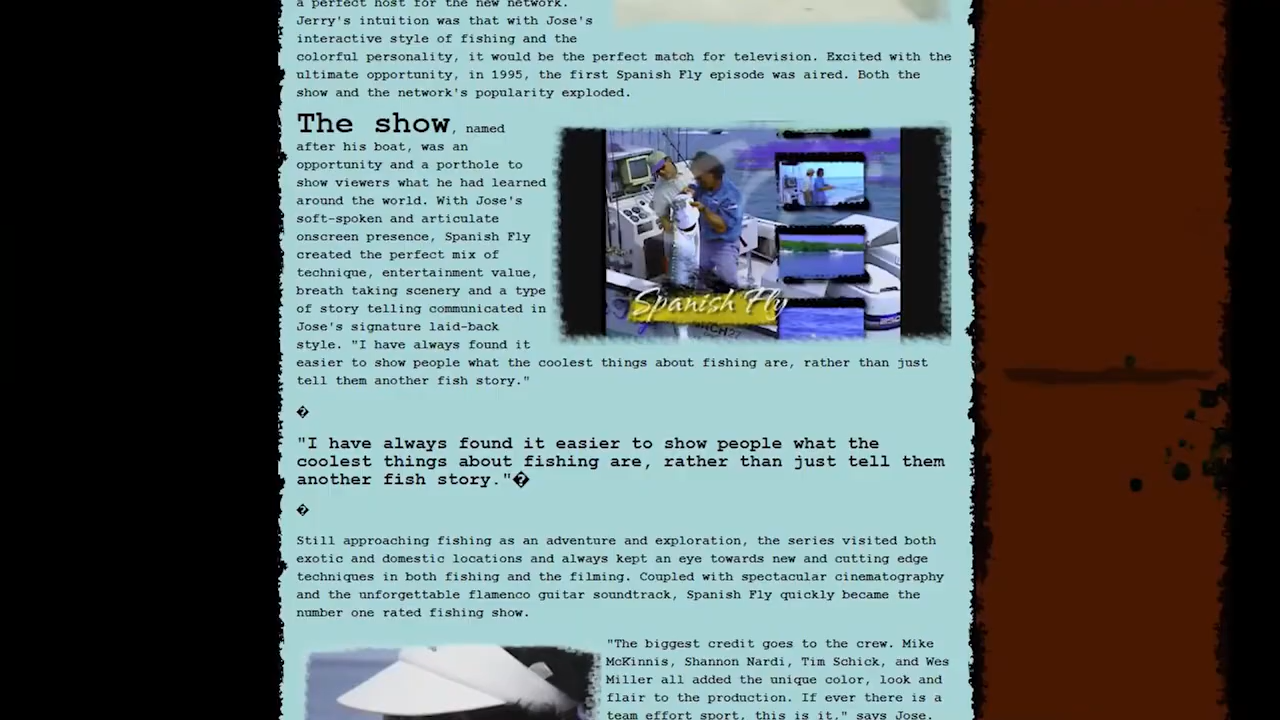 a perfect host for the new network.
Jerry's intuition was that with Jose's
interactive style of fishing and the
colorful personality, it would be the perfect match for television. Excited with the
ultimate opportunity, in 1995, the first Spanish Fly episode was aired. Both the
show and the network's popularity exploded.
The show, named
after his boat, was an
opportunity and a porthole to
show viewers what he had learned
around the world. With Jose's
soft-spoken and articulate
onscreen presence, Spanish Fly
created the perfect mix of
technique, entertainment value,
breath taking scenery and a type
of story telling communicated in
Jose's signature laid-back
style. "I have always found it
easier to show people what the coolest things about fishing are, rather than just
tell them another fish story."
Spanish Fly
�
"I have always found it easier to show people what the
coolest things about fishing are, rather than just tell them
another fish story."�
�
Still approaching fishing as an adventure and exploration, the series visited both
exotic and domestic locations and always kept an eye towards new and cutting edge
techniques in both fishing and the filming. Coupled with spectacular cinematography
and the unforgettable flamenco guitar soundtrack, Spanish Fly quickly became the
number one rated fishing show.
"The biggest credit goes to the crew. Mike
McKinnis, Shannon Nardi, Tim Schick, and Wes
Miller all added the unique color, look and
flair to the production. If ever there is a
team effort sport, this is it," says Jose.